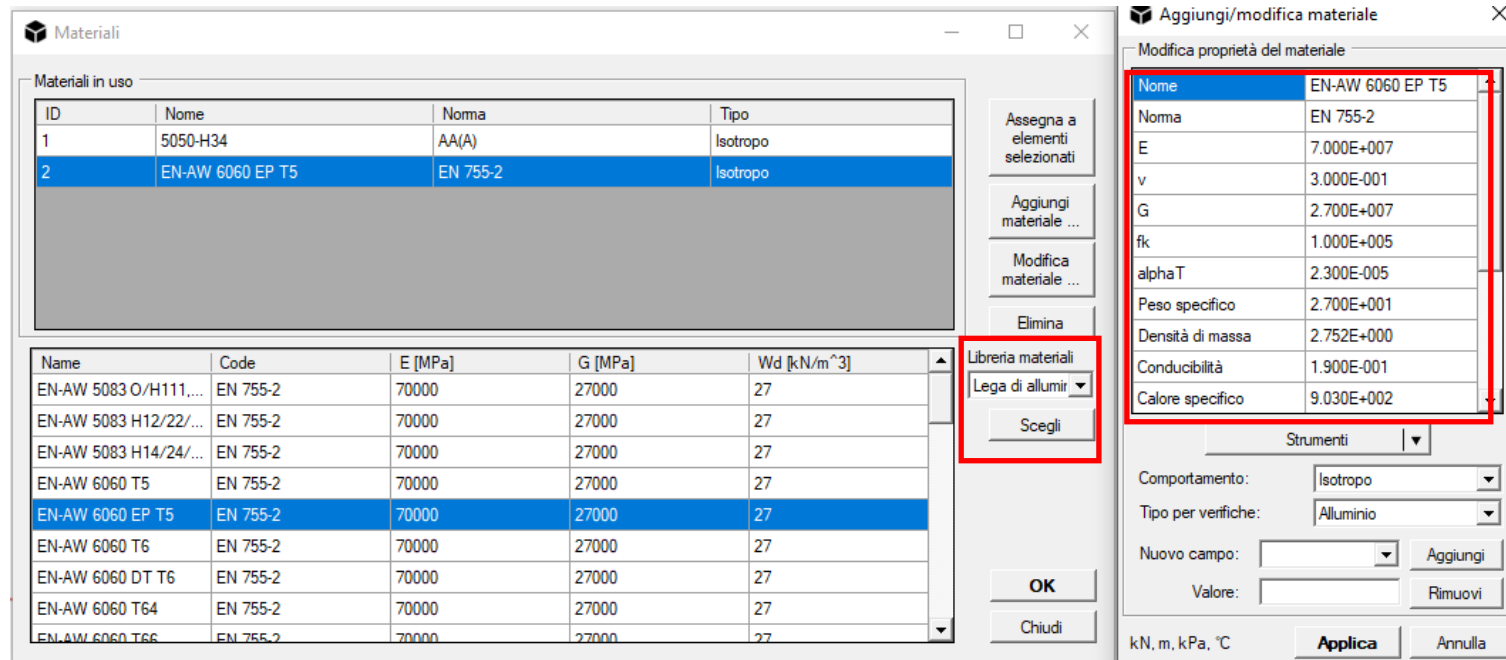 Materiali
Materiali in uso
ID Nome Norma Tipo
1 5050-H34 AA(A) Isotropo
2 EN-AW 6060 EP T5 EN 755-2 Isotropo
Assegna a
elementi
selezionati
Aggiungi
materiale ...
Modifica
materiale ...
Elimina
Name Code E [MPa] G [MPa] Wd [kN/m^3]
EN-AW 5083 O/H111,... EN 755-2 70000 27000 27
EN-AW 5083 H12/22/... EN 755-2 70000 27000 27
EN-AW 5083 H14/24/... EN 755-2 70000 27000 27
EN-AW 6060 T5 EN 755-2 70000 27000 27
EN-AW 6060 EP T5 EN 755-2 70000 27000 27
EN-AW 6060 T6 EN 755-2 70000 27000 27
EN-AW 6060 DT T6 EN 755-2 70000 27000 27
EN-AW 6060 T64 EN 755-2 70000 27000 27
EN-AW 6060 T66 EN 755-2 70000 27000 27
Libreria materiali
Lega di allumir
Scegli
OK
Chiudi
Aggiungi/modifica materiale
Modifica proprietà del materiale
Nome EN-AW 6060 EP T5
Norma EN 755-2
E 7.000E+007
v 3.000E-001
G 2.700E+007
fk 1.000E+005
alphaT 2.300E-005
Peso specifico 2.700E+001
Densità di massa 2.752E+000
Conducibilità 1.900E-001
Calore specifico 9.030E+002
Strumenti
Comportamento: Isotropo
Tipo per verifiche: Alluminio
Nuovo campo: Aggiungi
Valore: Rimuovi
kN, m, kPa, °C Applica Annulla